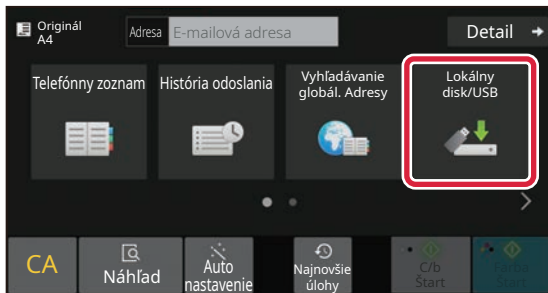 Originál
A4
Adresa
E-mailová adresa
Detail
Telefónny zoznam
História odoslania
Vyhľadávanie
globál. Adresy
Lokálny
disk/USB
CA
Náhľad
Auto
nastavenie
Najnovšie
úlohy
C/b
Štart
Farba
Štart